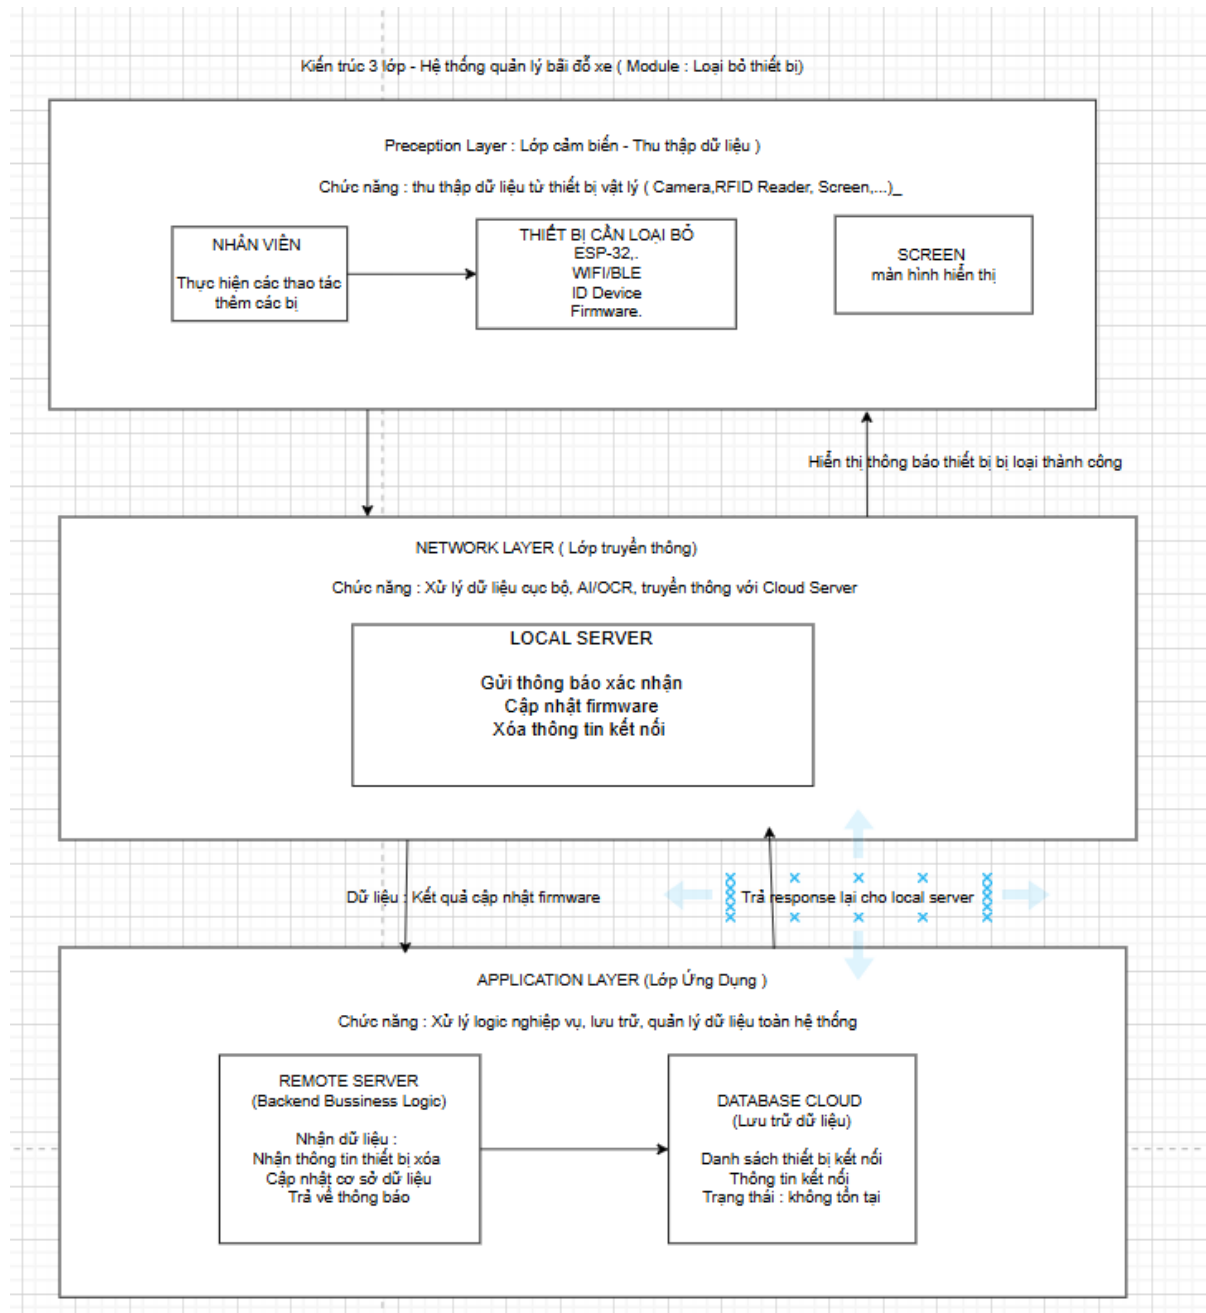 Kiến trúc 3 lớp - Hệ thống quản lý bãi đỗ xe ( Module : Loại bỏ thiết bị)
Preception Layer : Lớp cảm biến - Thu thập dữ liệu )
Chức năng : thu thập dữ liệu từ thiết bị vật lý ( Camera,RFID Reader, Screen,...)_
NHÂN VIÊN
Thực hiện các thao tác
thêm các bị
THIẾT BỊ CẦN LOẠI BỎ
ESP-32,.
WIFI/BLE
ID Device
Firmware.
SCREEN
màn hình hiển thị
Hiển thị thông báo thiết bị bị loại thành công
NETWORK LAYER ( Lớp truyền thông)
Chức năng : Xử lý dữ liệu cục bộ, AI/OCR, truyền thông với Cloud Server
LOCAL SERVER
Gửi thông báo xác nhận
Cập nhật firmware
Xóa thông tin kết nối
Dữ liệu : Kết quả cập nhật firmware
Trả response lại cho local server
APPLICATION LAYER (Lớp Ứng Dụng )
Chức năng : Xử lý logic nghiệp vụ, lưu trữ, quản lý dữ liệu toàn hệ thống
REMOTE SERVER
(Backend Bussiness Logic)
Nhận dữ liệu :
Nhận thông tin thiết bị xóa
Cập nhật cơ sở dữ liệu
Trả về thông báo
DATABASE CLOUD
(Lưu trữ dữ liệu)
Danh sách thiết bị kết nối
Thông tin kết nối
Trạng thái : không tồn tại